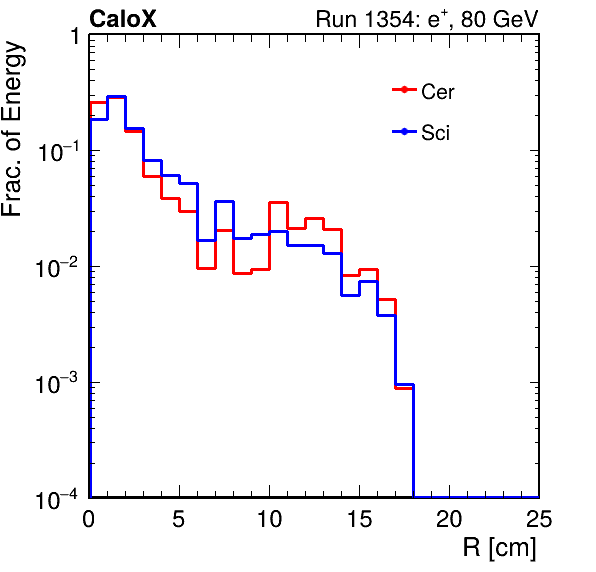 CaloX Run 1354: e⁺, 80 GeV
Frac. of Energy
1
10⁻¹
10⁻²
10⁻³
10⁻⁴
Cer
Sci
0 5 10 15 20 25
R [cm]